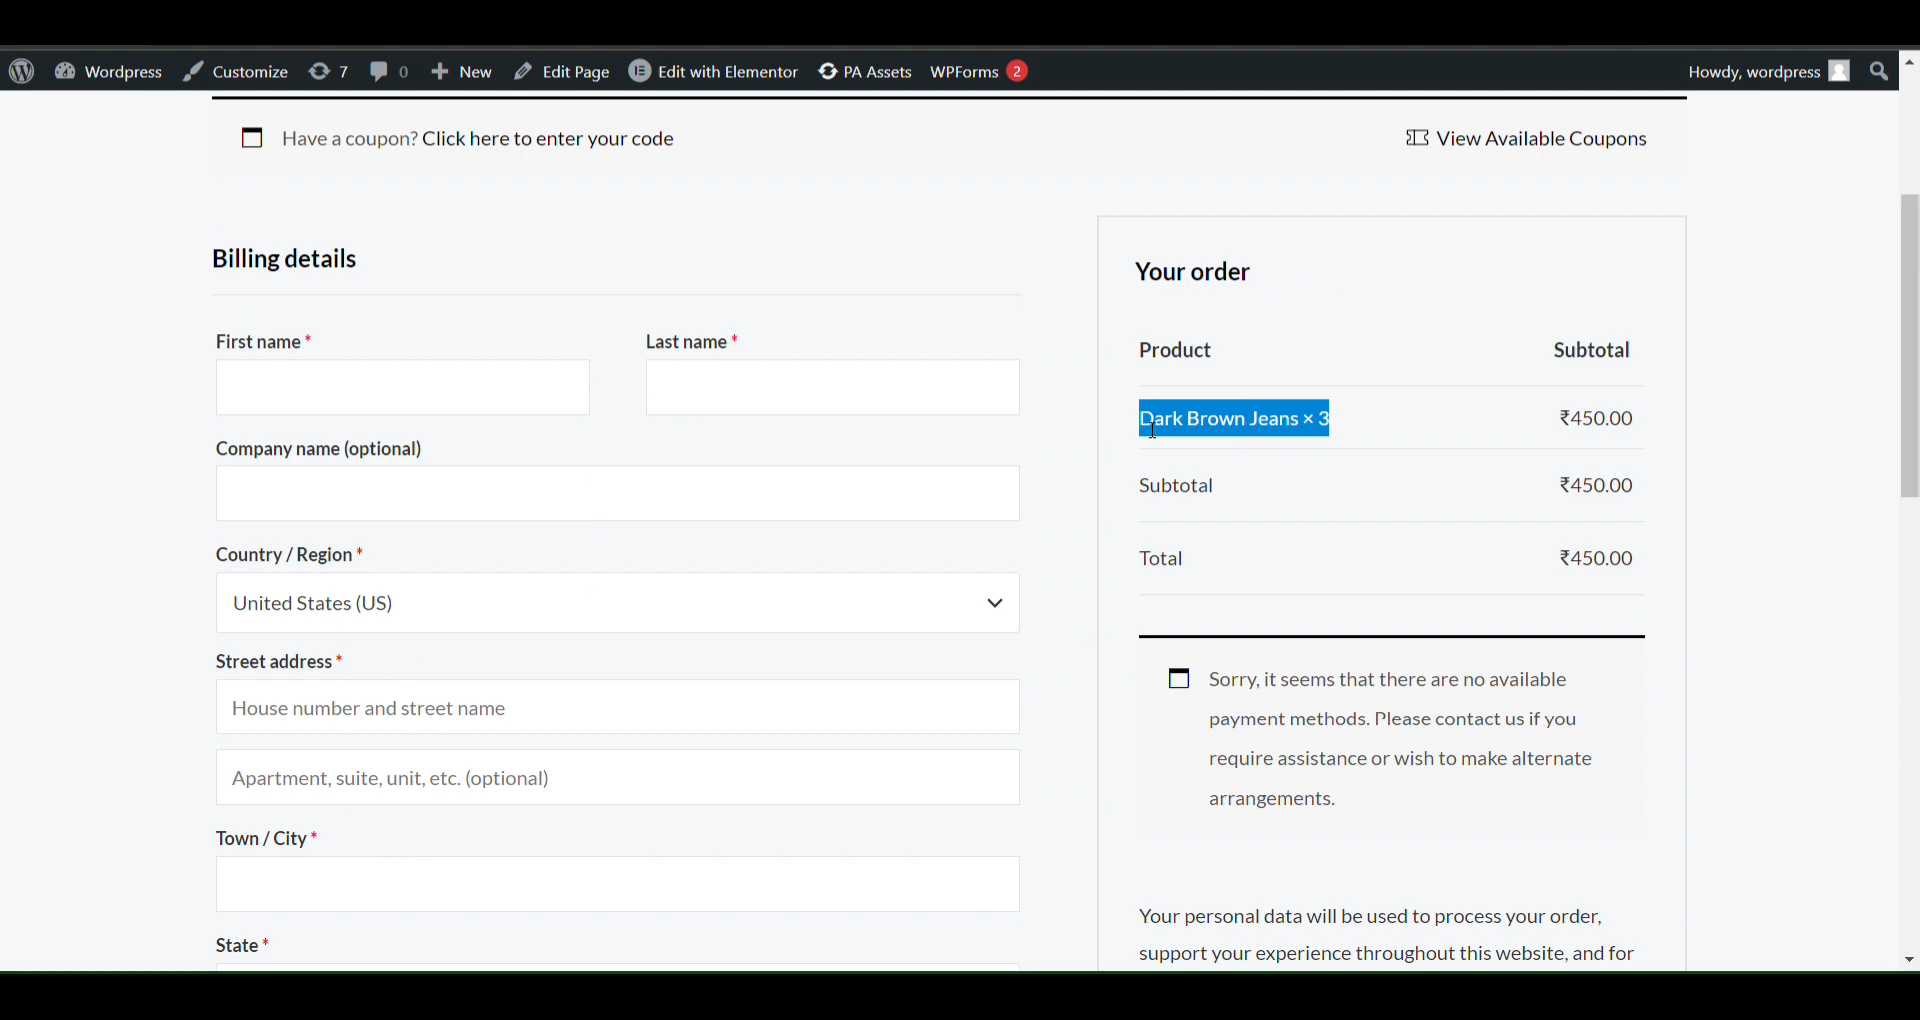 Wordpress Customize 7 0 New Edit Page Edit with Elementor PA Assets WPForms 2 Howdy, wordpress
Have a coupon? Click here to enter your code View Available Coupons
Billing details
First name * Last name *
Company name (optional)
Country / Region *
United States (US)
Street address *
House number and street name
Apartment, suite, unit, etc. (optional)
Town / City *
State *
Your order
Product Subtotal
Dark Brown Jeans × 3 ₹450.00
Subtotal ₹450.00
Total ₹450.00
Sorry, it seems that there are no available
payment methods. Please contact us if you
require assistance or wish to make alternate
arrangements.
Your personal data will be used to process your order,
support your experience throughout this website, and for